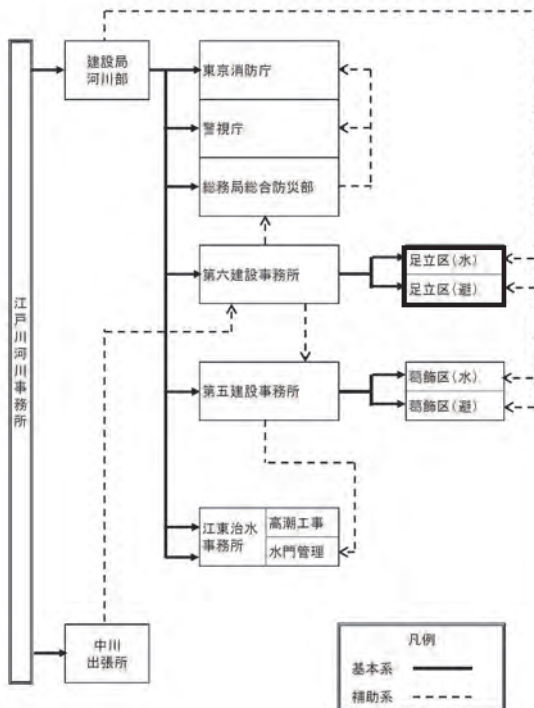 建設局
河川部
東京消防庁
警視庁
総務局総合防災部
第六建設事務所
足立区(水)
足立区(避)
江戸川河川事務所
第五建設事務所
葛飾区(水)
葛飾区(避)
江東治水
事務所
高潮工事
水門管理
中川
出張所
凡例
基本系
補助系